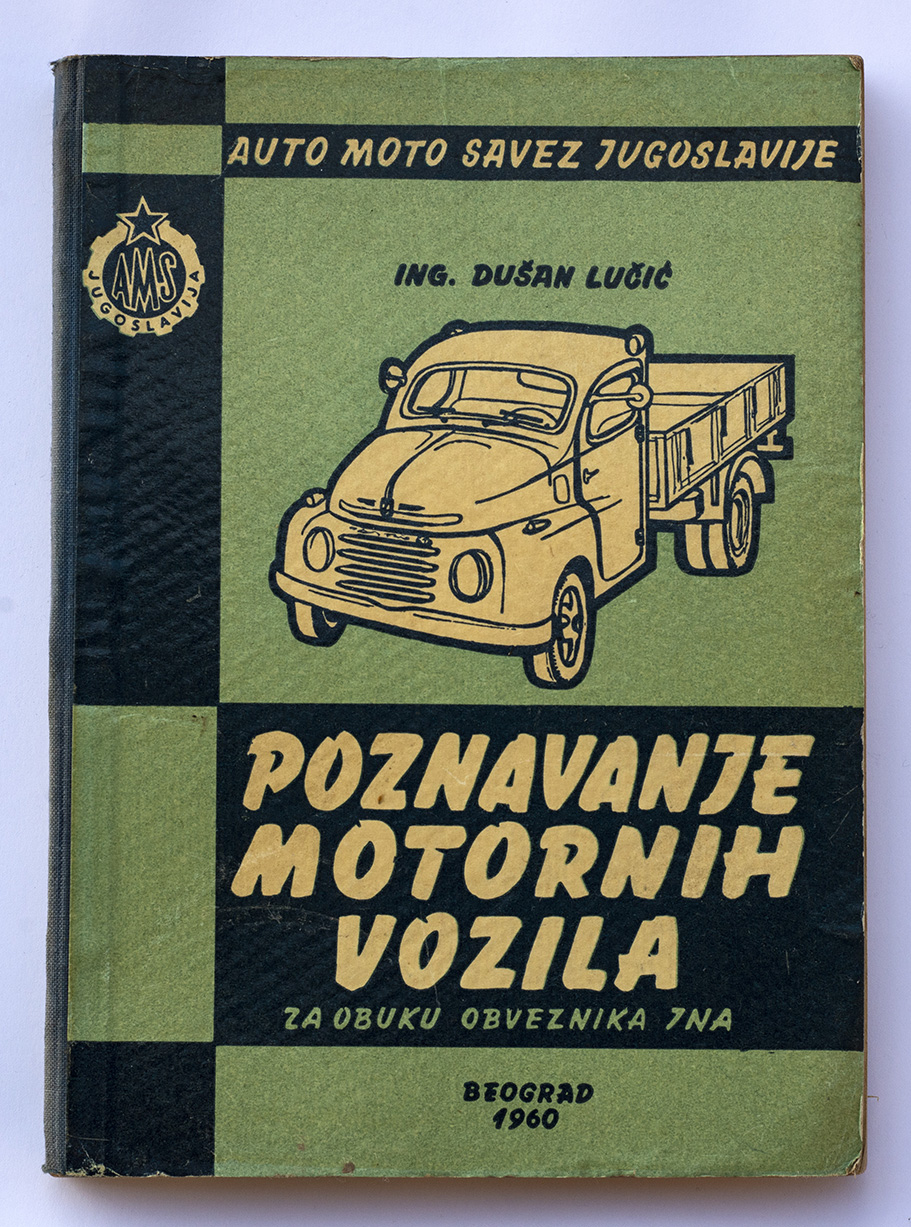 AUTO MOTO SAVEZ JUGOSLAVIJE
AMS
JUGOSLAVIJA
ING. DUŠAN LUČIĆ
POZNAVANJE
MOTORNIH
VOZILA
ZA OBUKU OBVEZNIKA JNA
BEOGRAD
1960